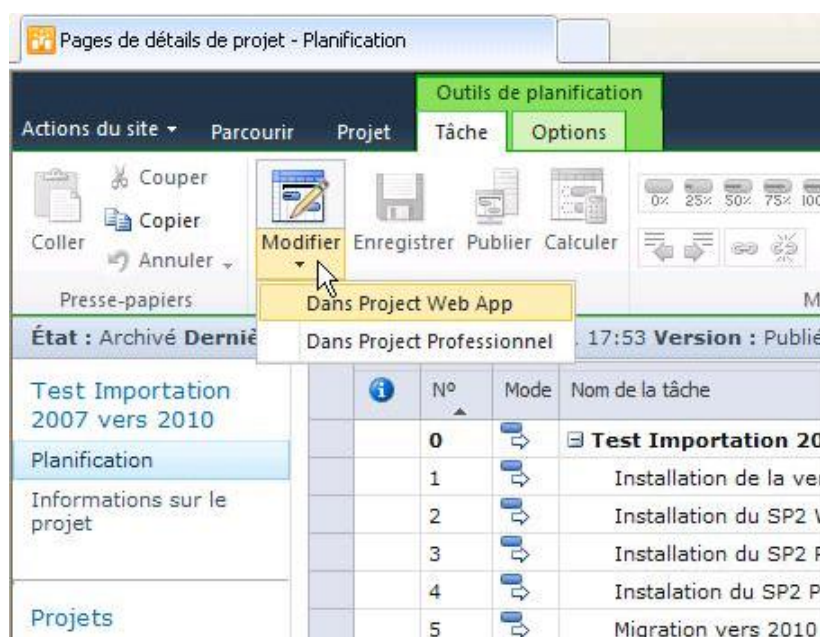 Pages de détails de projet - Planification
Outils de planification
Actions du site Parcourir Projet Tâche Options
Couper
Copier
Coller
Annuler
Modifier Enregistrer Publier Calculer
0% 25% 50% 75% 100
Presse-papiers
Dans Project Web App
M
État : Archivé Derniè
Dans Project Professionnel
. 17:53 Version : Publié
Test Importation
2007 vers 2010
Nº Mode Nom de la tâche
Planification
0 Test Importation 20
Informations sur le
projet
1 Installation de la ver
2 Installation du SP2 W
3 Installation du SP2 P
4 Instalation du SP2 P
Projets
5 Migration vers 2010